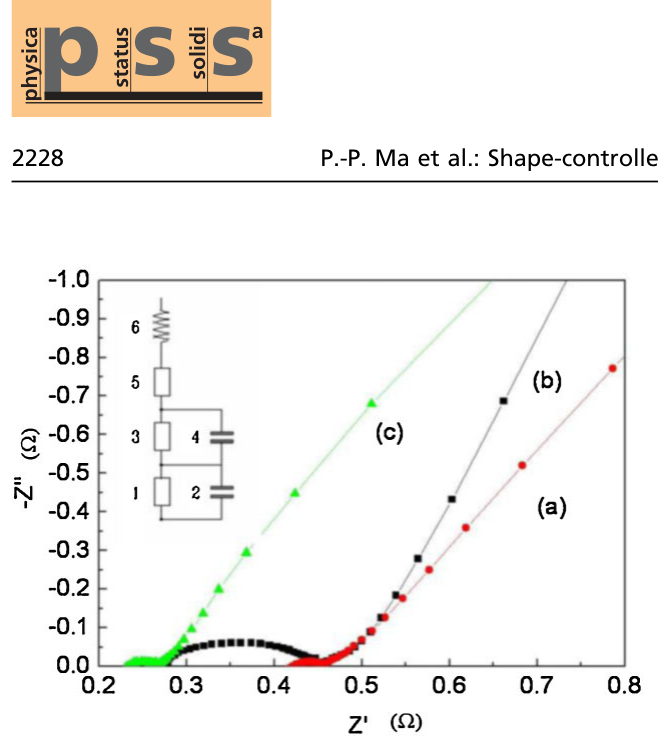 physica
status
solidi
pssa
2228 P.-P. Ma et al.: Shape-controlle
-1.0
-0.9
-0.8
-0.7
-0.6
-0.5
-0.4
-0.3
-0.2
-0.1
0.0
-Z'' (Ω)
6
5
3 4
1 2
(c)
(b)
(a)
0.2 0.3 0.4 0.5 0.6 0.7 0.8
Z' (Ω)